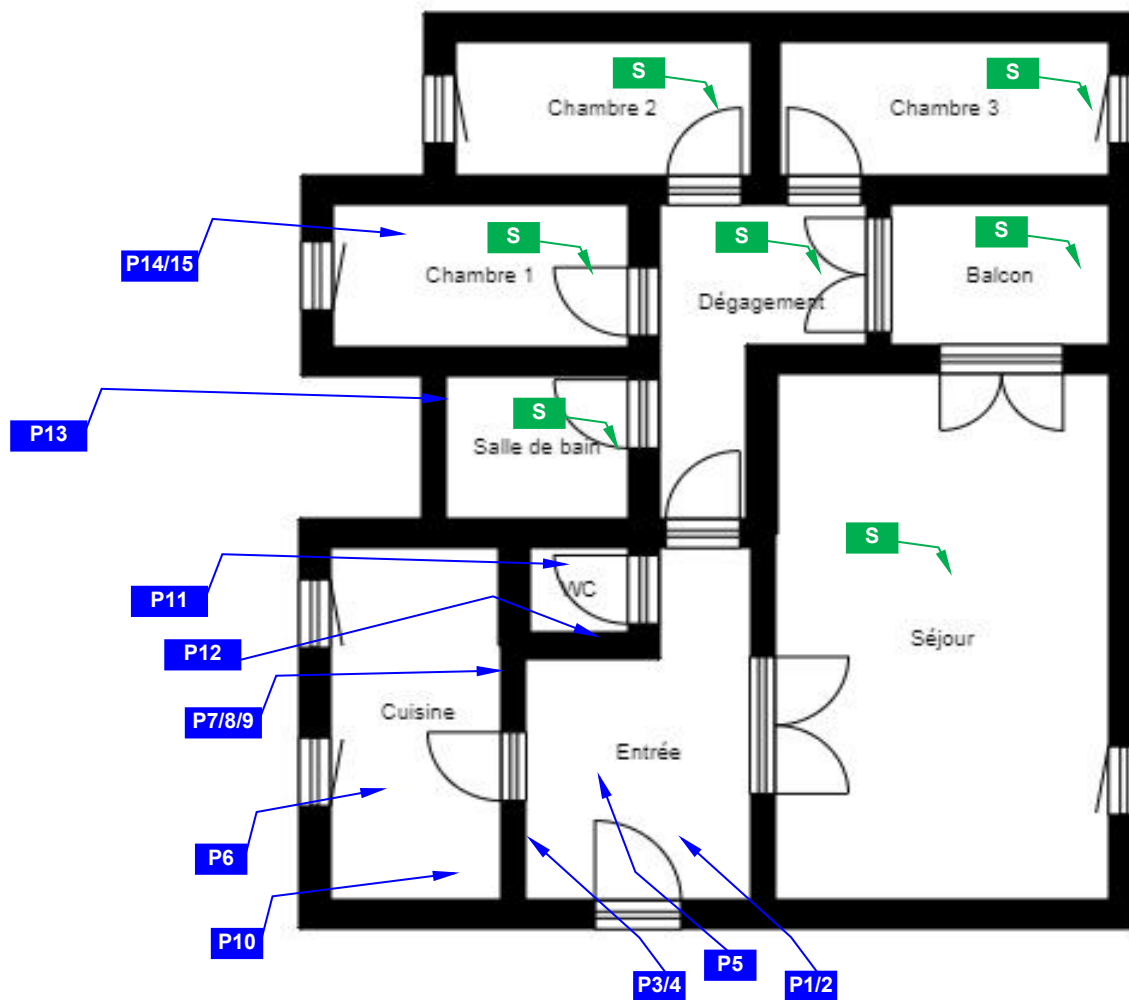 S
S
Chambre 2
Chambre 3
S
S
S
P14/15
Chambre 1
Balcon
Dégagement
S
P13
Salle de bain
S
P11
WC
P12
Séjour
P7/8/9
Cuisine
Entrée
P6
P10
P5
P3/4
P1/2